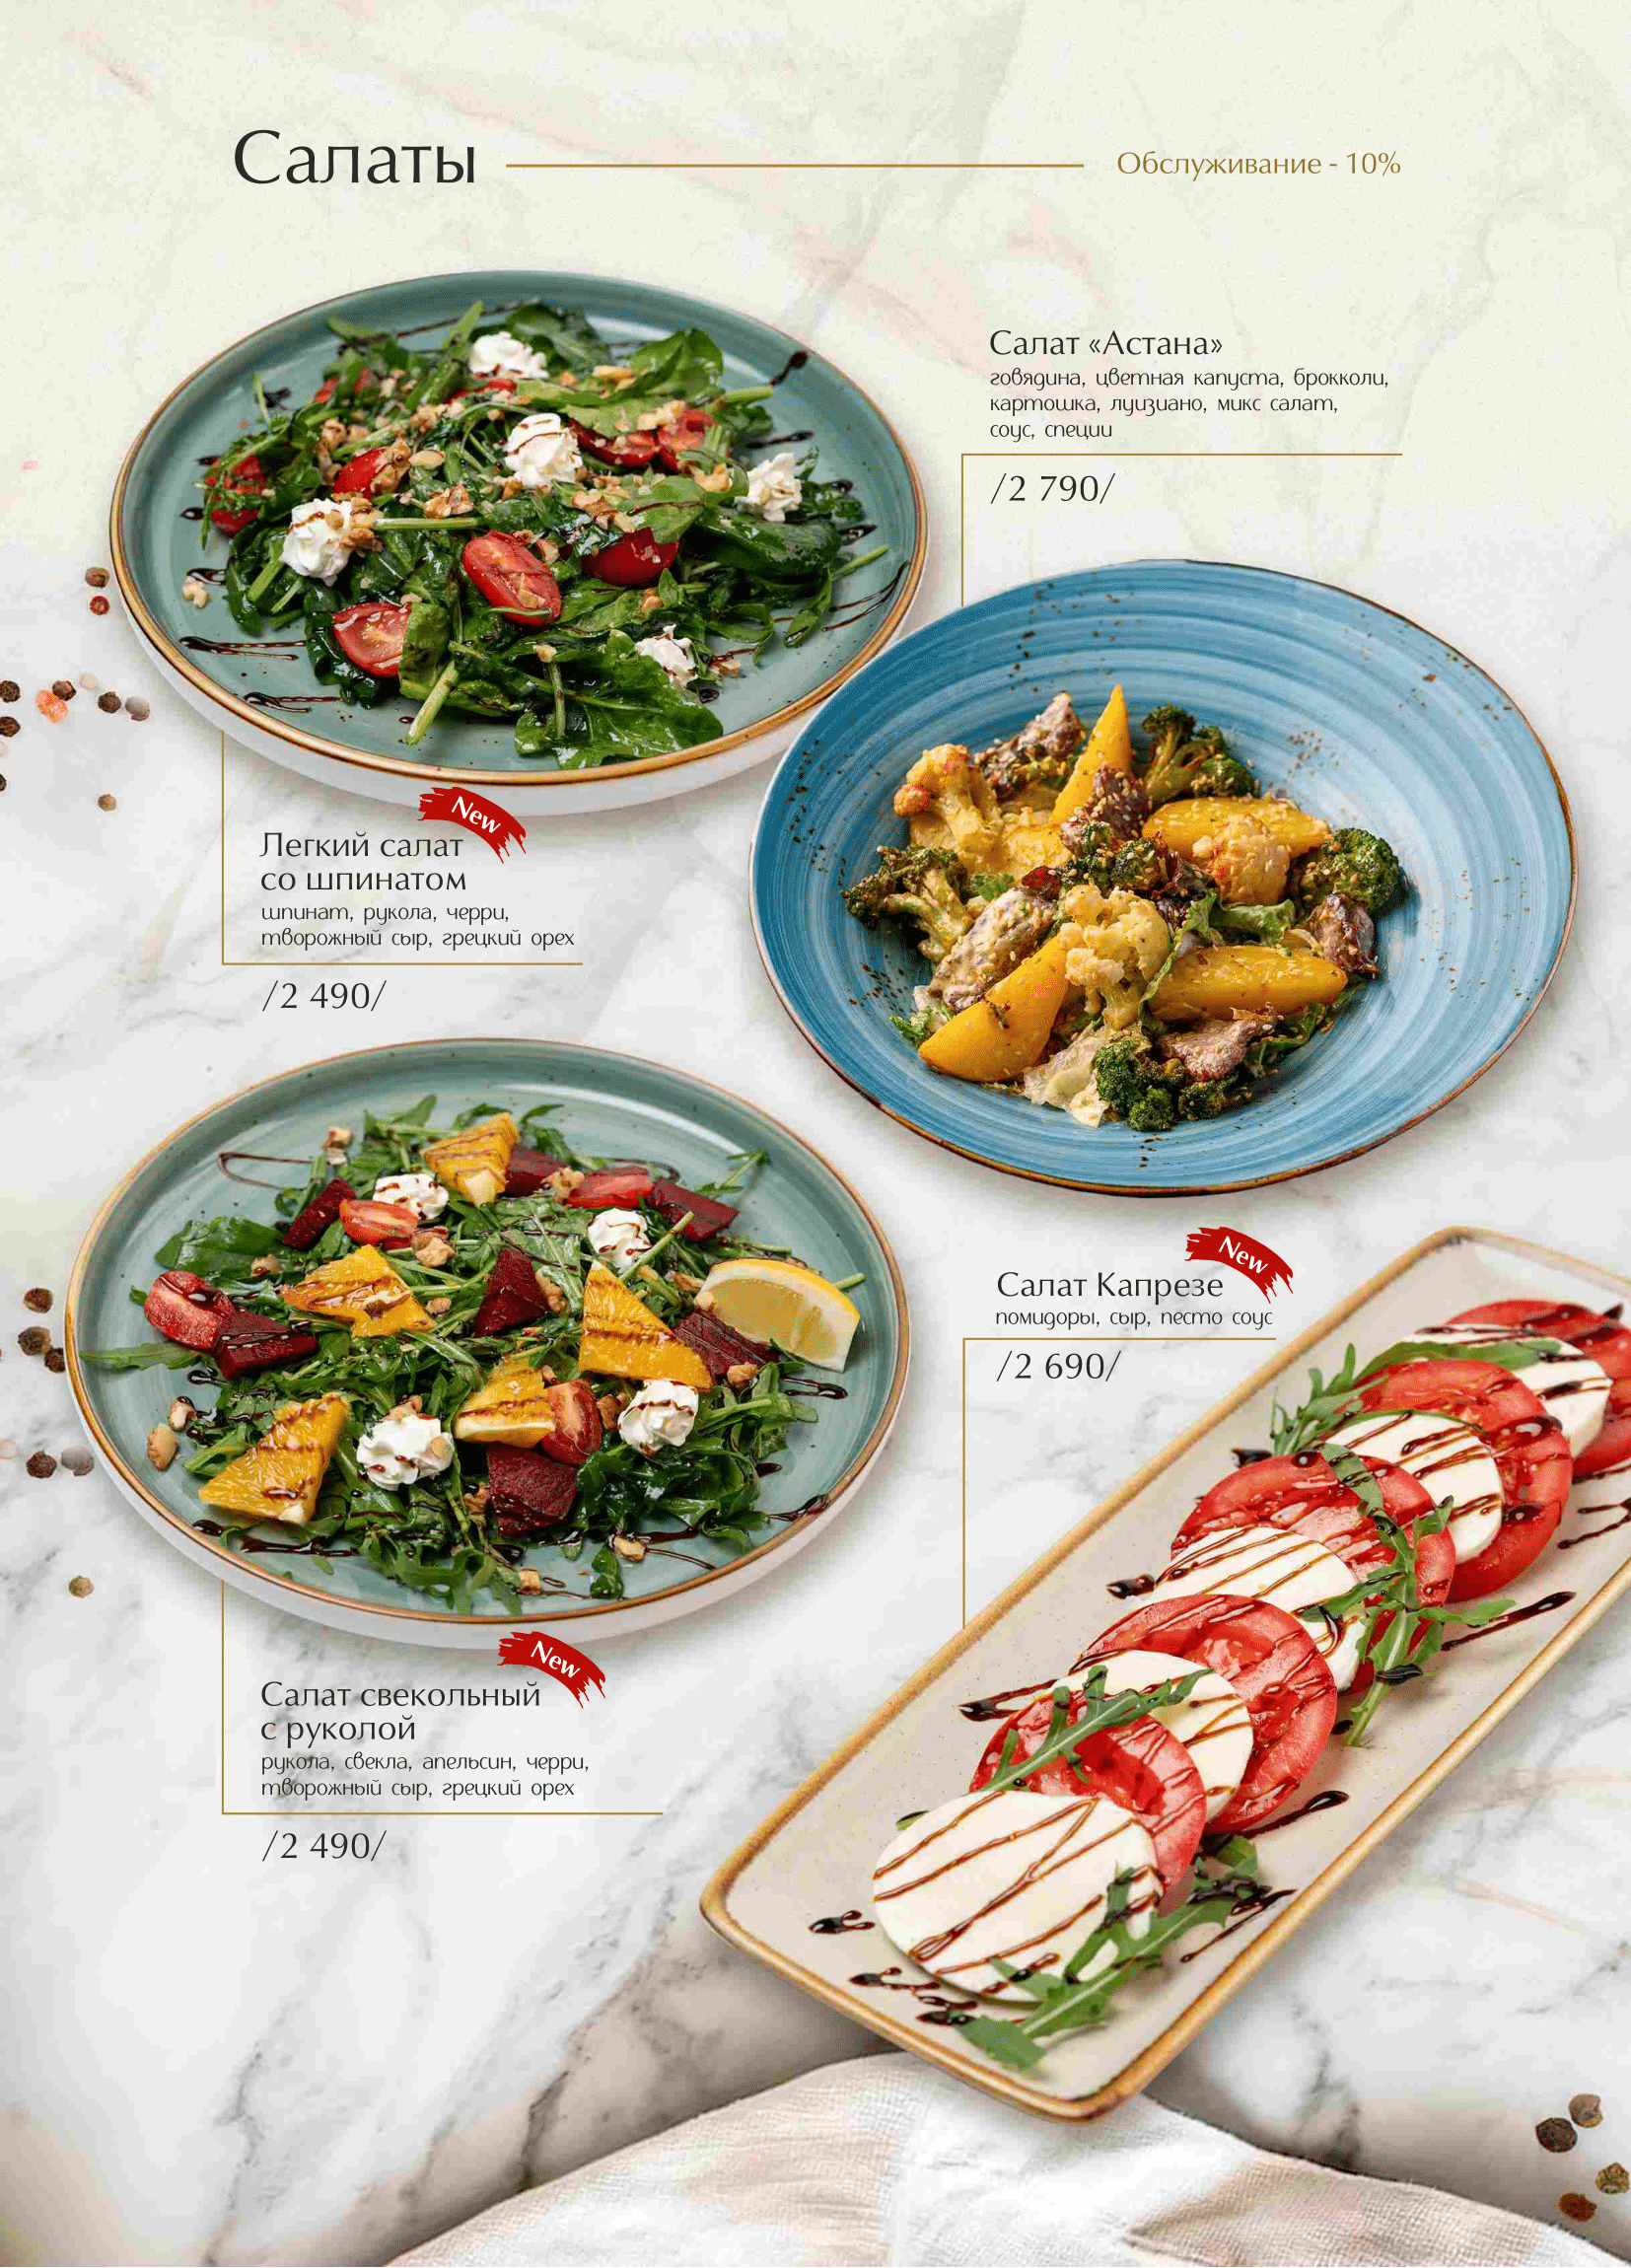 Салаты
Обслуживание - 10%
Салат «Астана»
говядина, цветная капуста, брокколи,
картошка, луизиано, микс салат,
соус, специи
/2 790/
New
Легкий салат
со шпинатом
шпинат, рукола, черри,
творожный сыр, грецкий орех
/2 490/
New
Салат Капрезе
помидоры, сыр, песто соус
/2 690/
New
Салат свекольный
с руколой
рукола, свекла, апельсин, черри,
творожный сыр, грецкий орех
/2 490/